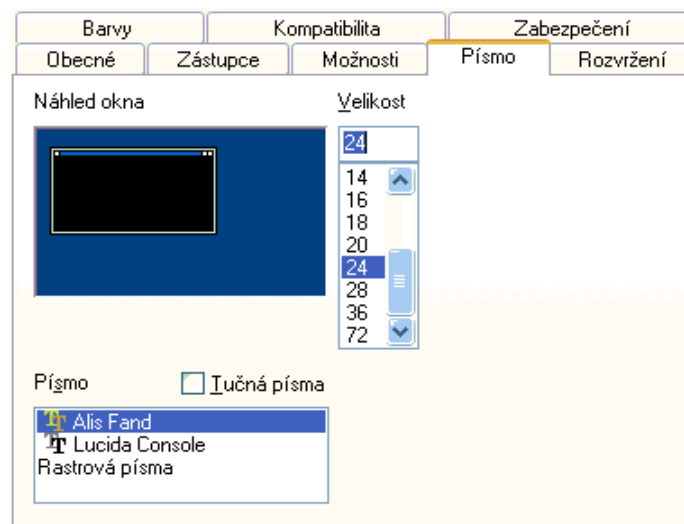 Barvy Kompatibilita Zabezpečení
Obecné Zástupce Možnosti Písmo Rozvržení
Náhled okna Velikost
24
14
16
18
20
24
28
36
72
Písmo Tučná písma
Alis Fand
Lucida Console
Rastrová písma